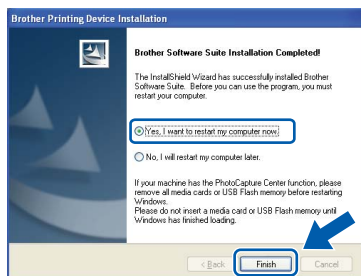 Brother Printing Device Installation
Brother Software Suite Installation Completed!
The InstallShield Wizard has successfully installed Brother
Software Suite.  Before you can use the program, you must
restart your computer.
Yes, I want to restart my computer now.
No, I will restart my computer later.
If your machine has the PhotoCapture Center function, please
remove all media cards or USB Flash memory before restarting
Windows.
Please do not insert a media card or USB Flash memory until
Windows has finished loading.
< Back
Finish
Cancel